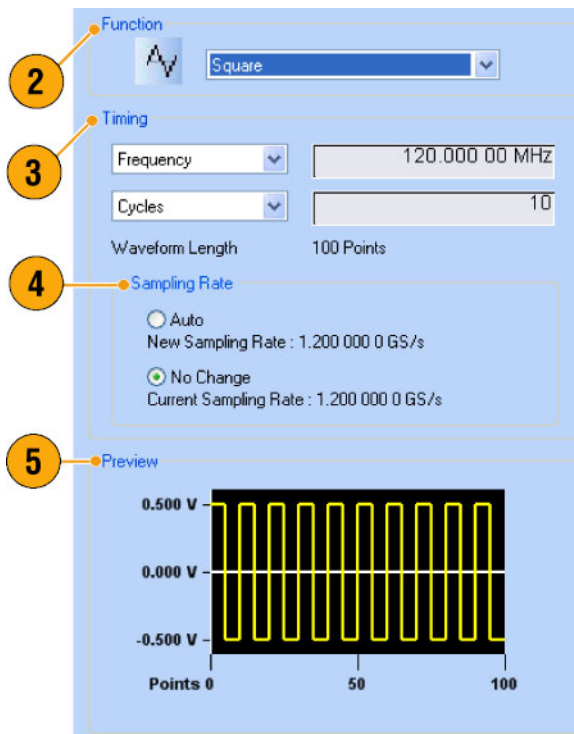 Function
2
Square
Timing
3
Frequency 120.000 00 MHz
Cycles 10
Waveform Length 100 Points
4
Sampling Rate
Auto
New Sampling Rate : 1.200 000 0 GS/s
No Change
Current Sampling Rate : 1.200 000 0 GS/s
5
Preview
0.500 V
0.000 V
-0.500 V
Points 0 50 100